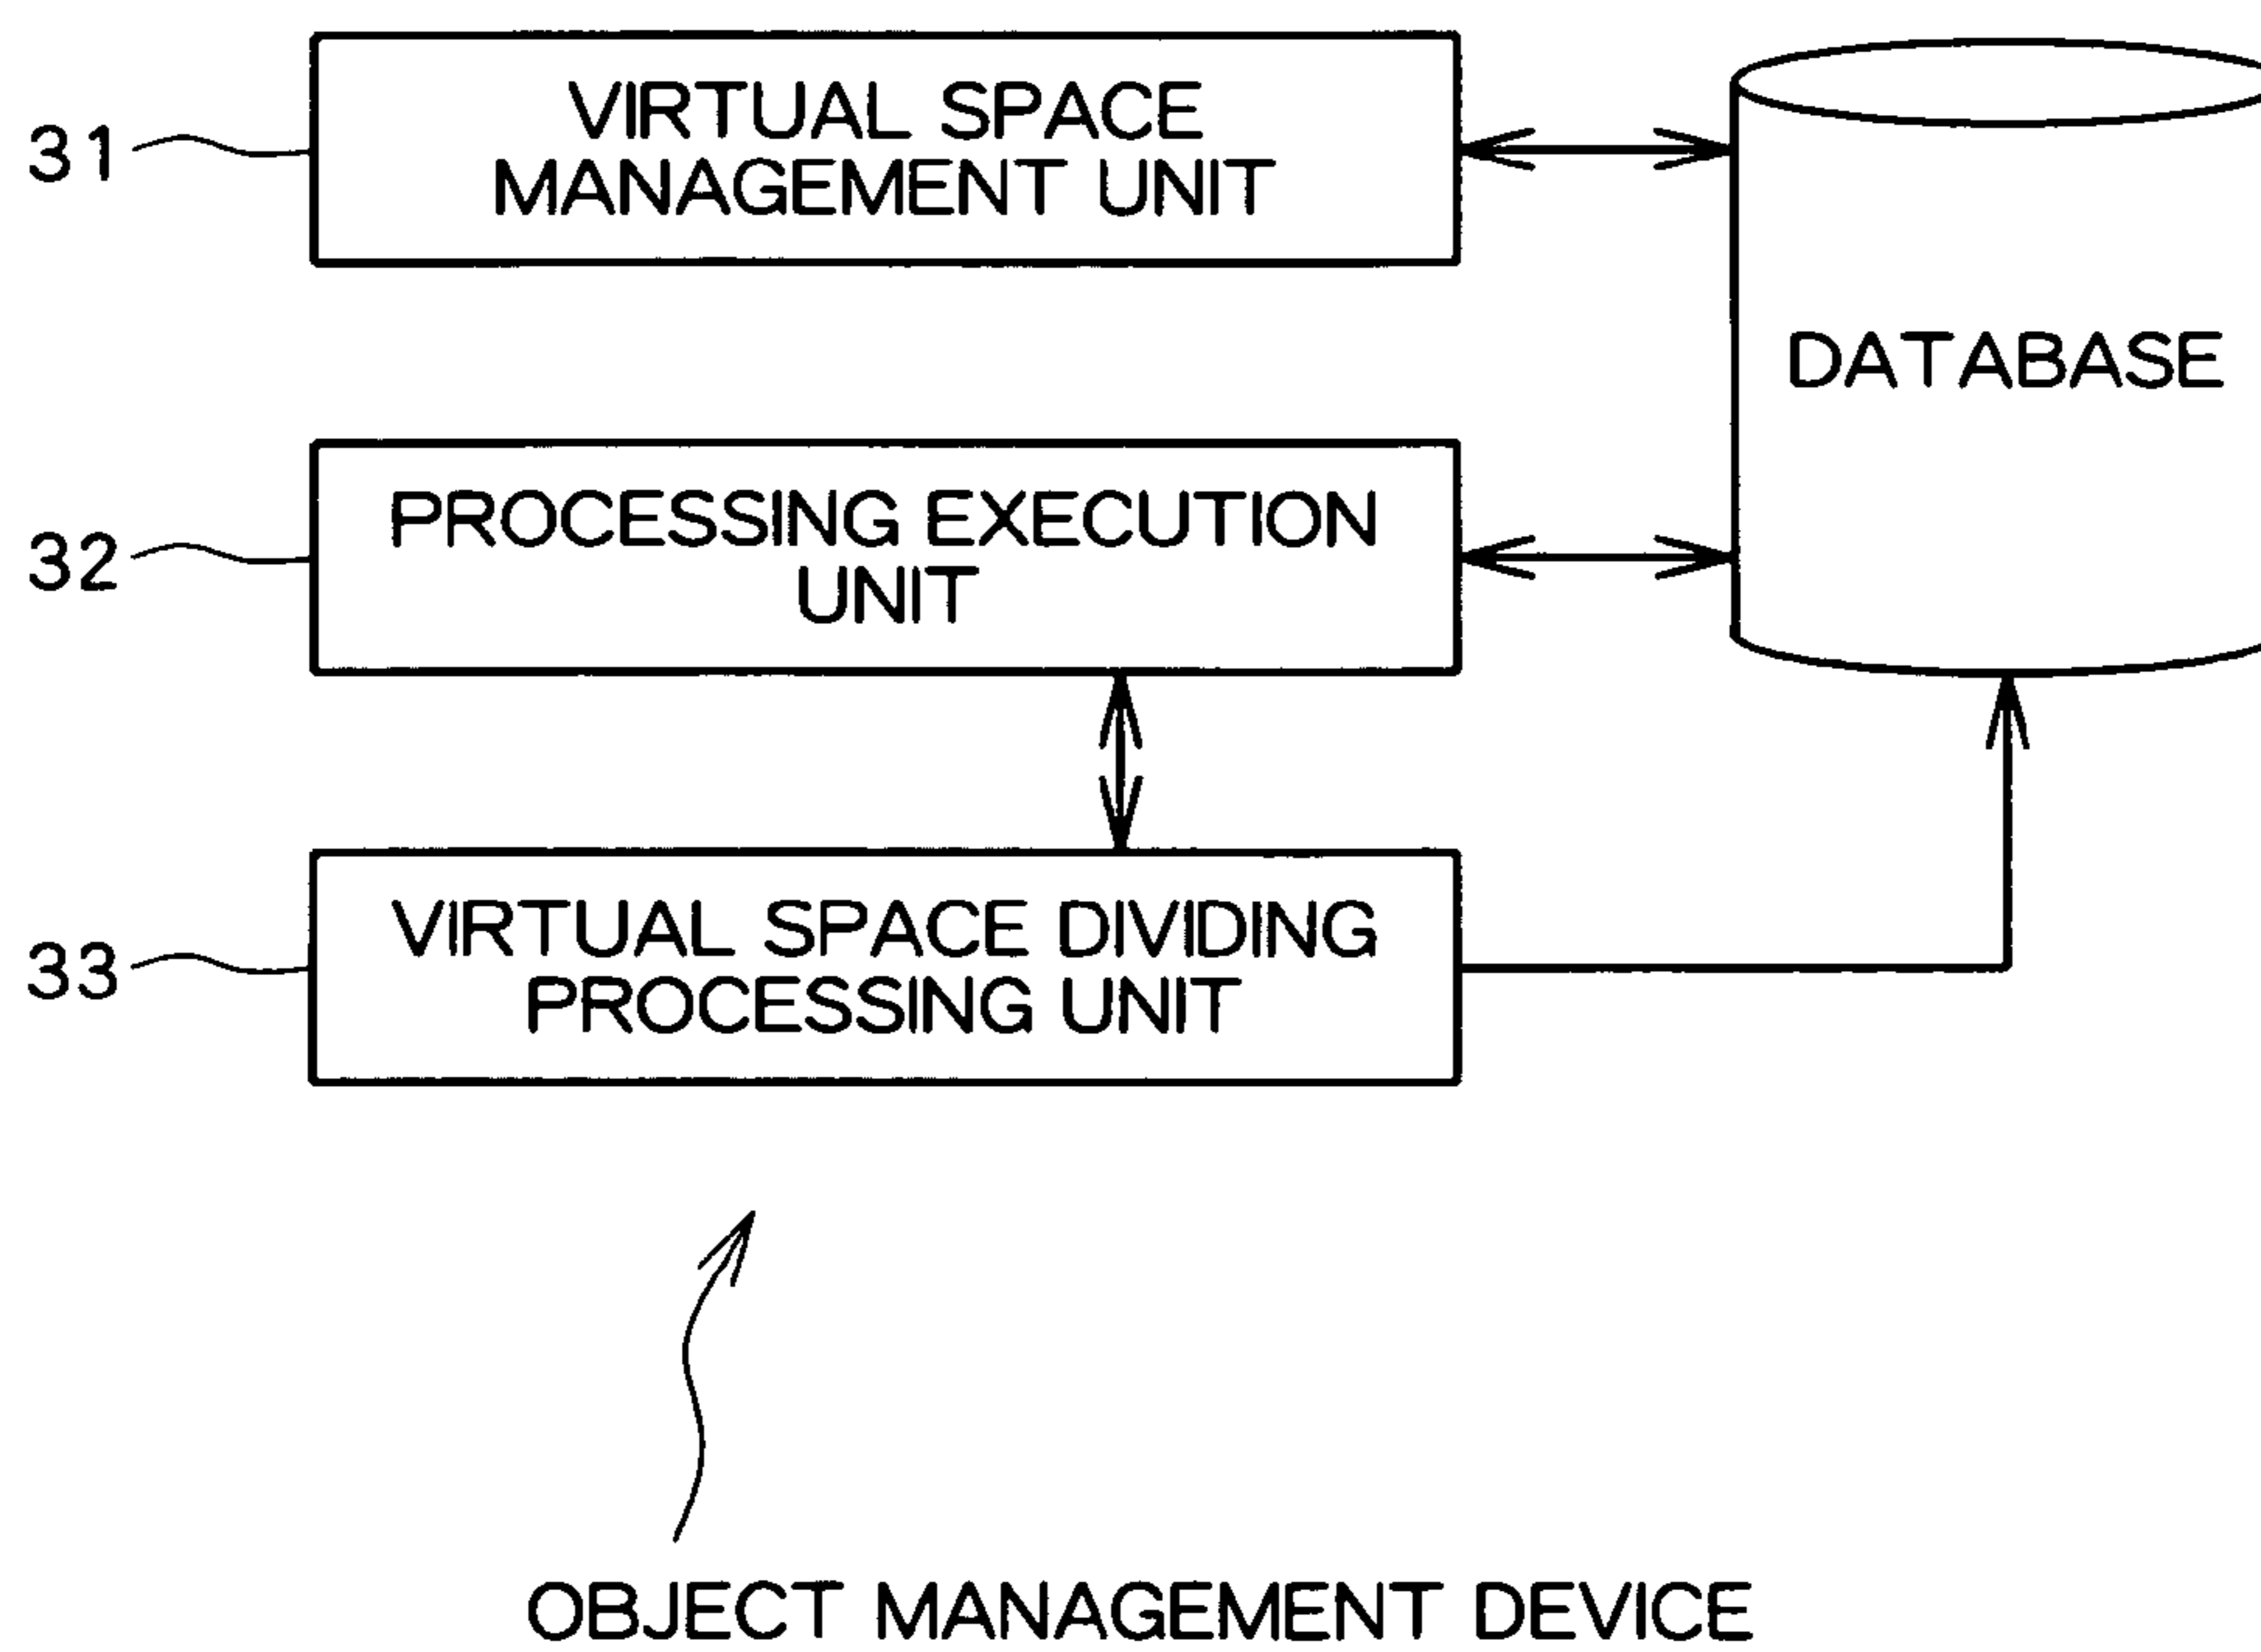 31
VIRTUAL SPACE
MANAGEMENT UNIT
DATABASE
32
PROCESSING EXECUTION
UNIT
33
VIRTUAL SPACE DIVIDING
PROCESSING UNIT
OBJECT MANAGEMENT DEVICE